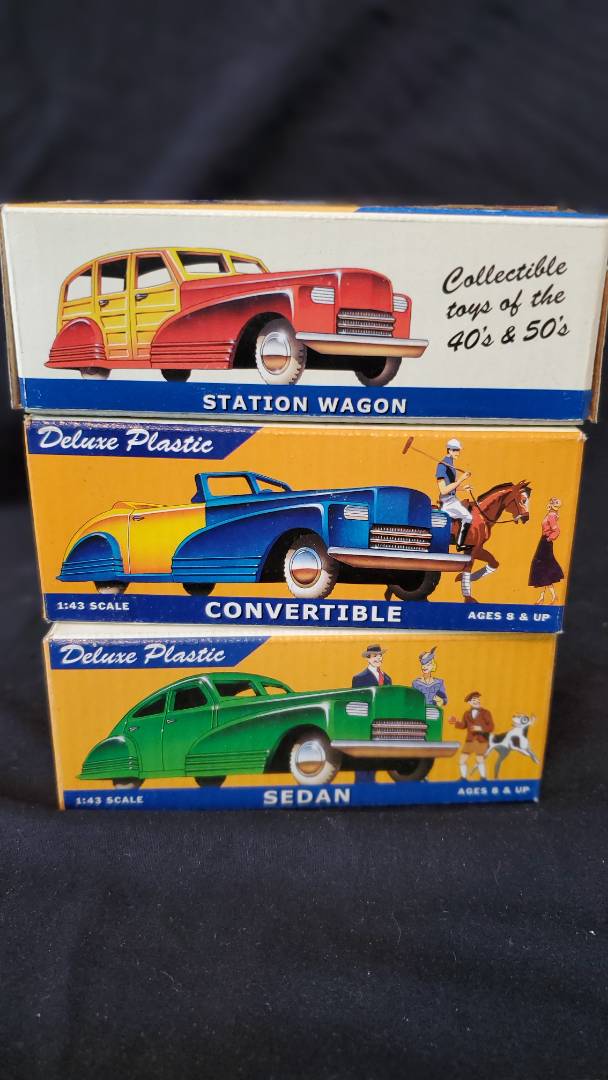 Collectible
toys of the
40's & 50's
STATION WAGON
Deluxe Plastic
1:43 SCALE
CONVERTIBLE
AGES 8 & UP
Deluxe Plastic
1:43 SCALE
SEDAN
AGES 8 & UP